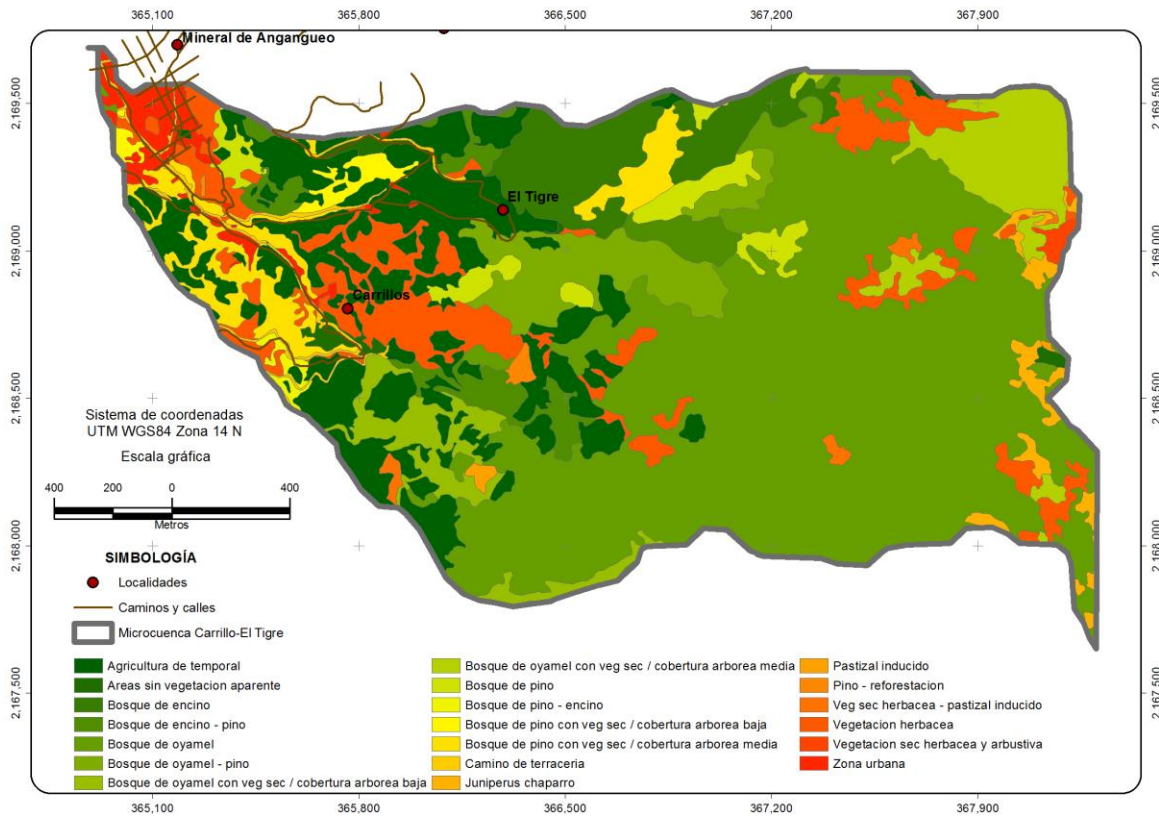 365,100 365,800 366,500 367,200 367,900
Mineral de Angangueo
2,169,500 2,169,500
El Tigre
2,169,000 2,169,000
Carrillos
2,168,500 2,168,500
Sistema de coordenadas
UTM WGS84 Zona 14 N
Escala gráfica
400 200 0 400
Metros
2,168,000 2,168,000
SIMBOLOGÍA
Localidades
Caminos y calles
Microcuenca Carrillo-El Tigre
Agricultura de temporal
Areas sin vegetacion aparente
Bosque de encino
Bosque de encino - pino
Bosque de oyamel
Bosque de oyamel - pino
Bosque de oyamel con veg sec / cobertura arborea baja
Bosque de oyamel con veg sec / cobertura arborea media
Bosque de pino
Bosque de pino - encino
Bosque de pino con veg sec / cobertura arborea baja
Bosque de pino con veg sec / cobertura arborea media
Camino de terraceria
Juniperus chaparro
Pastizal inducido
Pino - reforestacion
Veg sec herbacea - pastizal inducido
Vegetacion herbacea
Vegetacion sec herbacea y arbustiva
Zona urbana
2,167,500 2,167,500
365,100 365,800 366,500 367,200 367,900